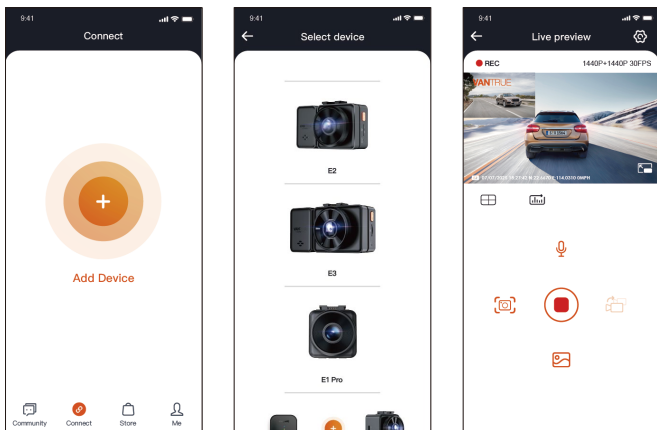 9:41
Connect
Add Device
Community
Connect
Store
Me
9:41
Select device
E2
E3
E1 Pro
9:41
Live preview
REC
1440P+1440P 30FPS
VANTRUE